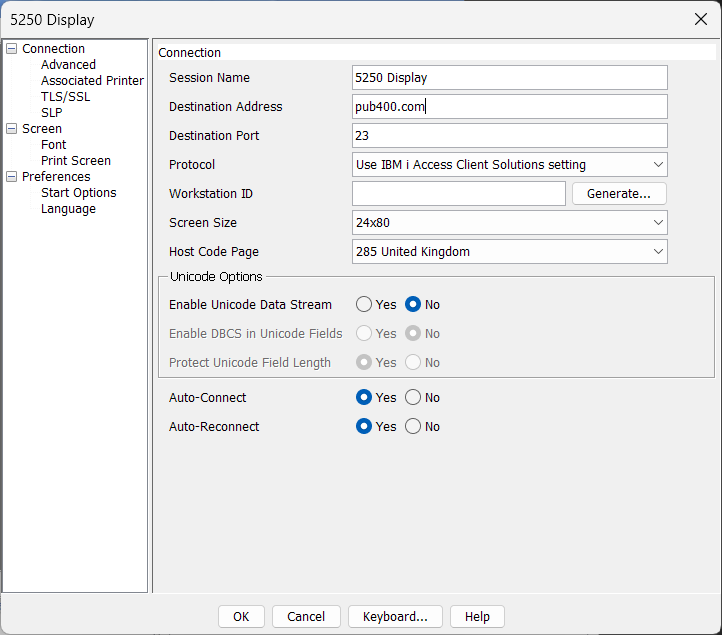 5250 Display
Connection
Advanced
Associated Printer
TLS/SSL
SLP
Screen
Font
Print Screen
Preferences
Start Options
Language
Connection
Session Name 5250 Display
Destination Address pub400.com
Destination Port 23
Protocol Use IBM i Access Client Solutions setting
Workstation ID Generate...
Screen Size 24x80
Host Code Page 285 United Kingdom
Unicode Options
Enable Unicode Data Stream Yes No
Enable DBCS in Unicode Fields Yes No
Protect Unicode Field Length Yes No
Auto-Connect Yes No
Auto-Reconnect Yes No
OK Cancel Keyboard... Help